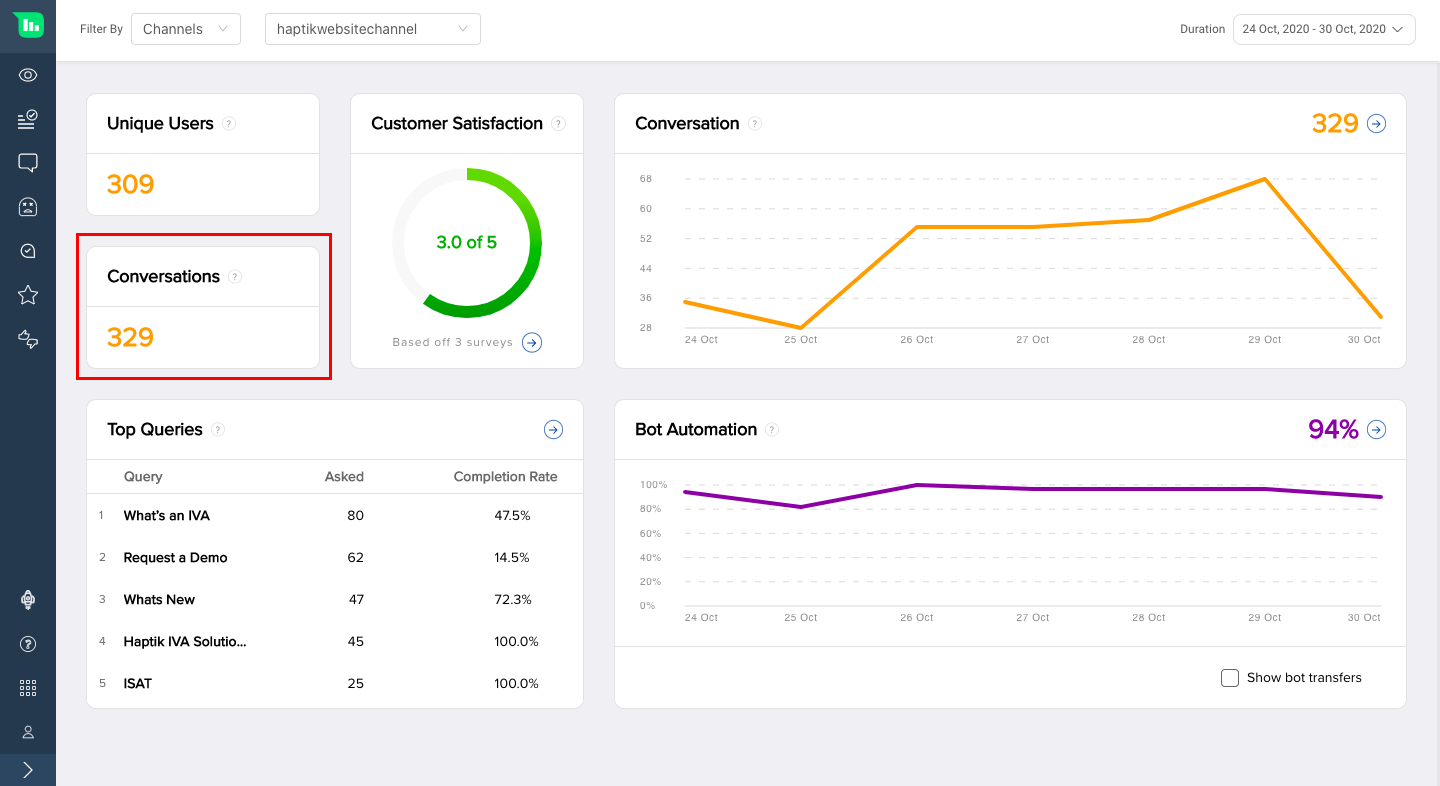 Filter By Channels haptikwebsitechannel Duration 24 Oct, 2020 - 30 Oct, 2020
Unique Users ?
309
Conversations ?
329
Customer Satisfaction ?
3.0 of 5
Based off 3 surveys
Conversation ? 329
68
60
52
44
36
28
24 Oct 25 Oct 26 Oct 27 Oct 28 Oct 29 Oct 30 Oct
Top Queries ?
Query Asked Completion Rate
1 What's an IVA 80 47.5%
2 Request a Demo 62 14.5%
3 Whats New 47 72.3%
4 Haptik IVA Solutio... 45 100.0%
5 ISAT 25 100.0%
Bot Automation ? 94%
100%
80%
60%
40%
20%
0%
24 Oct 25 Oct 26 Oct 27 Oct 28 Oct 29 Oct 30 Oct
Show bot transfers
?